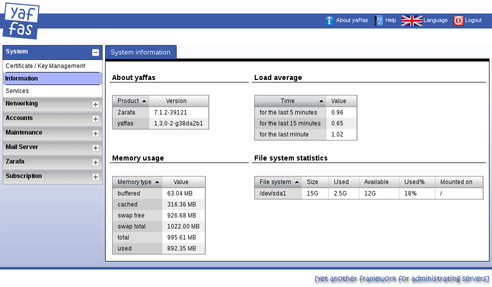 yaf
fas
About yaffas Help Language Logout
System
Certificate / Key Management
Information
Services
Networking
Accounts
Maintenance
Mail Server
Zarafa
Subscription
System information
About yaffas
Product Version
Zarafa 7.1.2-39121
yaffas 1.3.0-2-g38da2b1
Load average
Time Value
for the last 5 minutes 0.96
for the last 15 minutes 0.65
for the last minute 1.02
Memory usage
Memory type Value
buffered 63.04 MB
cached 316.36 MB
swap free 926.68 MB
swap total 1022.00 MB
total 995.61 MB
used 892.35 MB
File system statistics
File system Size Used Available Used% Mounted on
/dev/sda1 15G 2.5G 12G 18% /
[yet another framework for administrating servers]